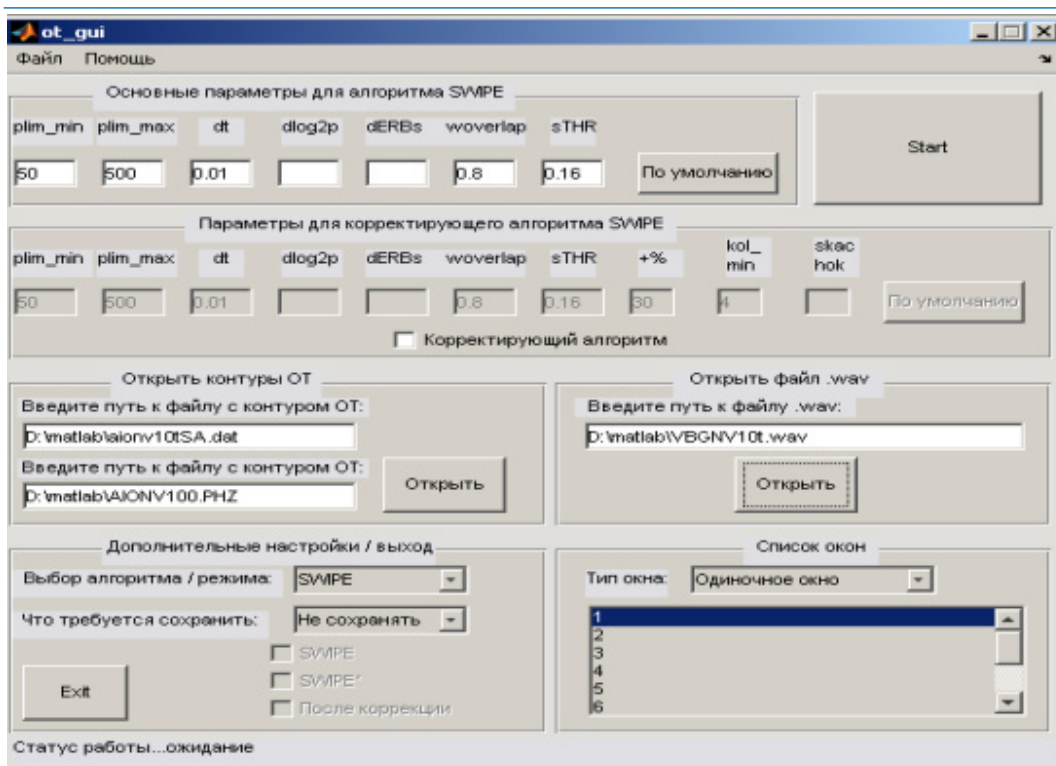 ot_gui
Файл Помощь
Основные параметры для алгоритма SWIPE
plim_min plim_max dt dlog2p dERBs woverlap sTHR
50 500 0.01 0.8 0.16 По умолчанию
Start
Параметры для корректирующего алгоритма SWIPE
plim_min plim_max dt dlog2p dERBs woverlap sTHR +% kol_min skachok
50 500 0.01 0.8 0.16 30 4 По умолчанию
Корректирующий алгоритм
Открыть контуры ОТ
Введите путь к файлу с контуром ОТ:
D:\matlab\aionv10tSA.dat
Введите путь к файлу с контуром ОТ:
D:\matlab\AIONV100.PHZ
Открыть
Открыть файл .wav
Введите путь к файлу .wav:
D:\matlab\VBGNV10t.wav
Открыть
Дополнительные настройки / выход
Выбор алгоритма / режима: SWIPE
Что требуется сохранить: Не сохранять
SWIPE
SWIPE'
После коррекции
Exit
Список окон
Тип окна: Одиночное окно
1
2
3
4
5
6
Статус работы...ожидание